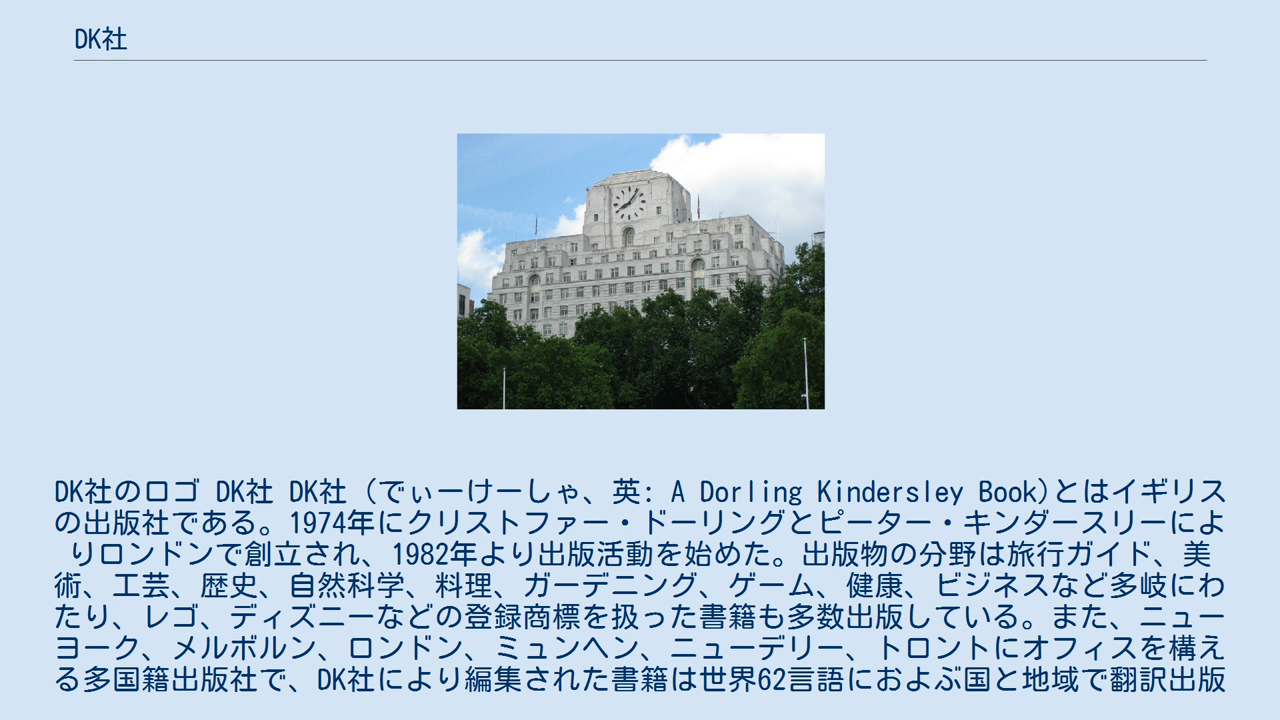 DK社
DK社のロゴ DK社 DK社 (でぃーけーしゃ、英: A Dorling Kindersley Book)とはイギリス
の出版社である。1974年にクリストファー・ドーリングとピーター・キンダースリーによ
りロンドンで創立され、1982年より出版活動を始めた。出版物の分野は旅行ガイド、美
術、工芸、歴史、自然科学、料理、ガーデニング、ゲーム、健康、ビジネスなど多岐にわ
たり、レゴ、ディズニーなどの登録商標を扱った書籍も多数出版している。また、ニュー
ヨーク、メルボルン、ロンドン、ミュンヘン、ニューデリー、トロントにオフィスを構え
る多国籍出版社で、DK社により編集された書籍は世界62言語におよぶ国と地域で翻訳出版